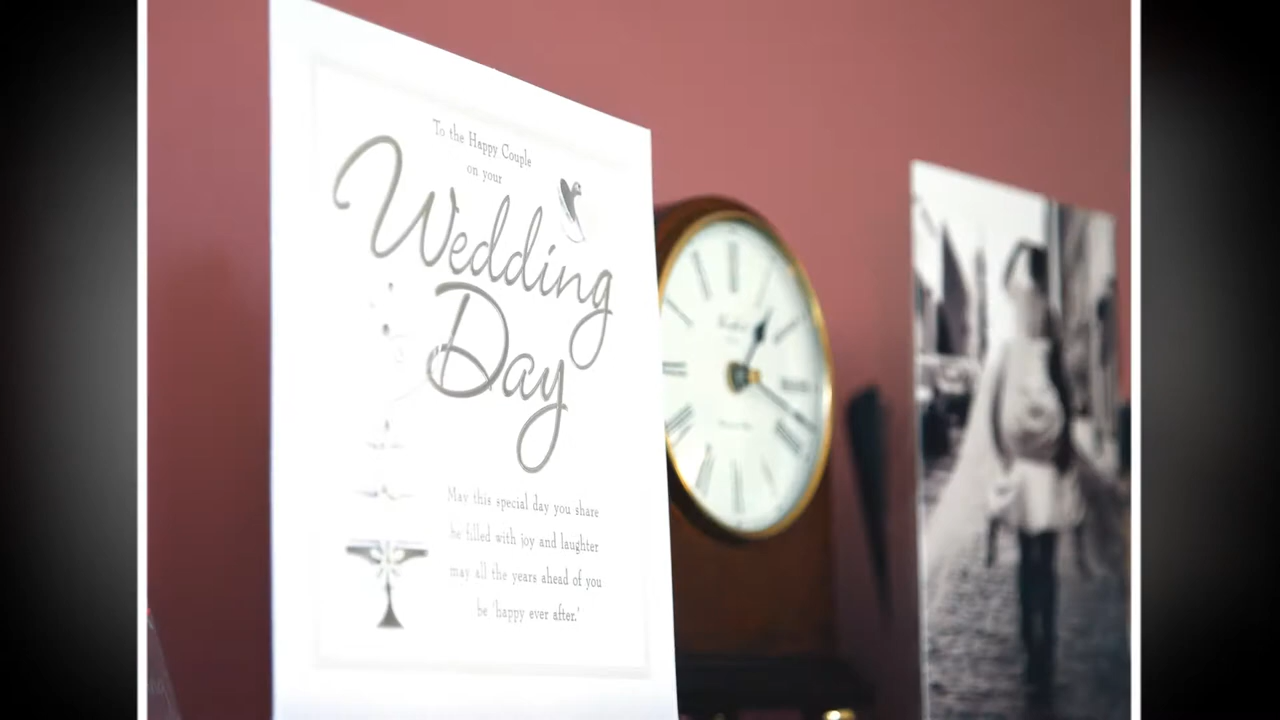 To the Happy Couple
on your
Wedding
Day
May this special day you share
be filled with joy and laughter
may all the years ahead of you
be 'happy ever after.'